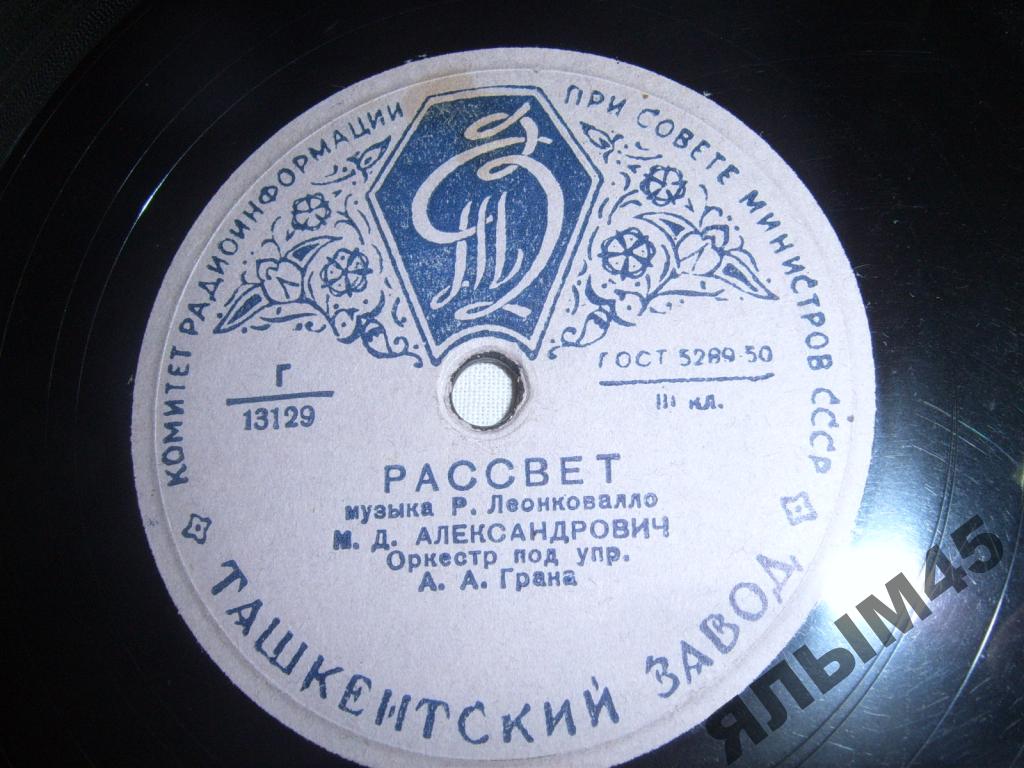 КОМИТЕТ РАДИОИНФОРМАЦИИ ПРИ СОВЕТЕ МИНИСТРОВ СССР
Г
13129
ГОСТ 5289-50
III кл.
РАССВЕТ
музыка Р. Леонковалло
М. Д. АЛЕКСАНДРОВИЧ
Оркестр под упр.
А. А. Грана
ТАШКЕНТСКИЙ ЗАВОД
ЯЛЫМ45